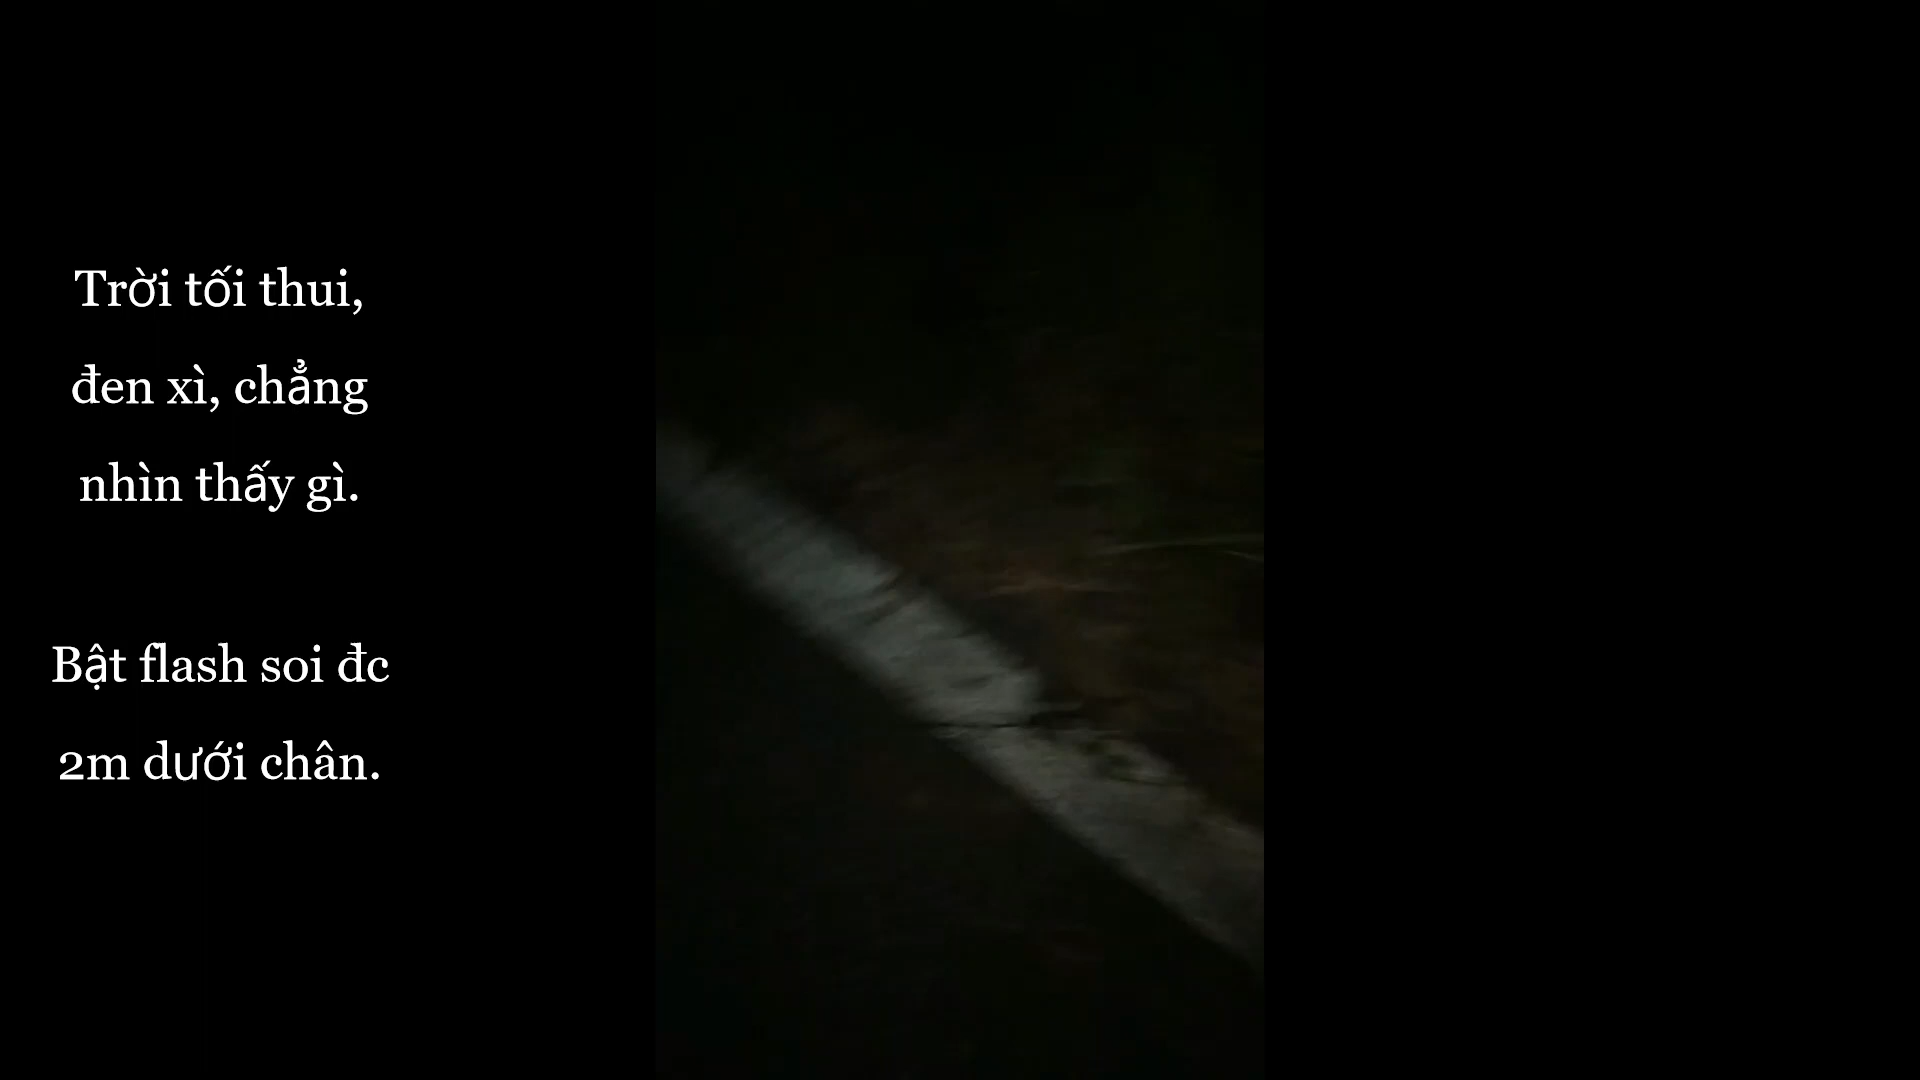 Trời tối thui,
đen xì, chẳng
nhìn thấy gì.
Bật flash soi đc
2m dưới chân.